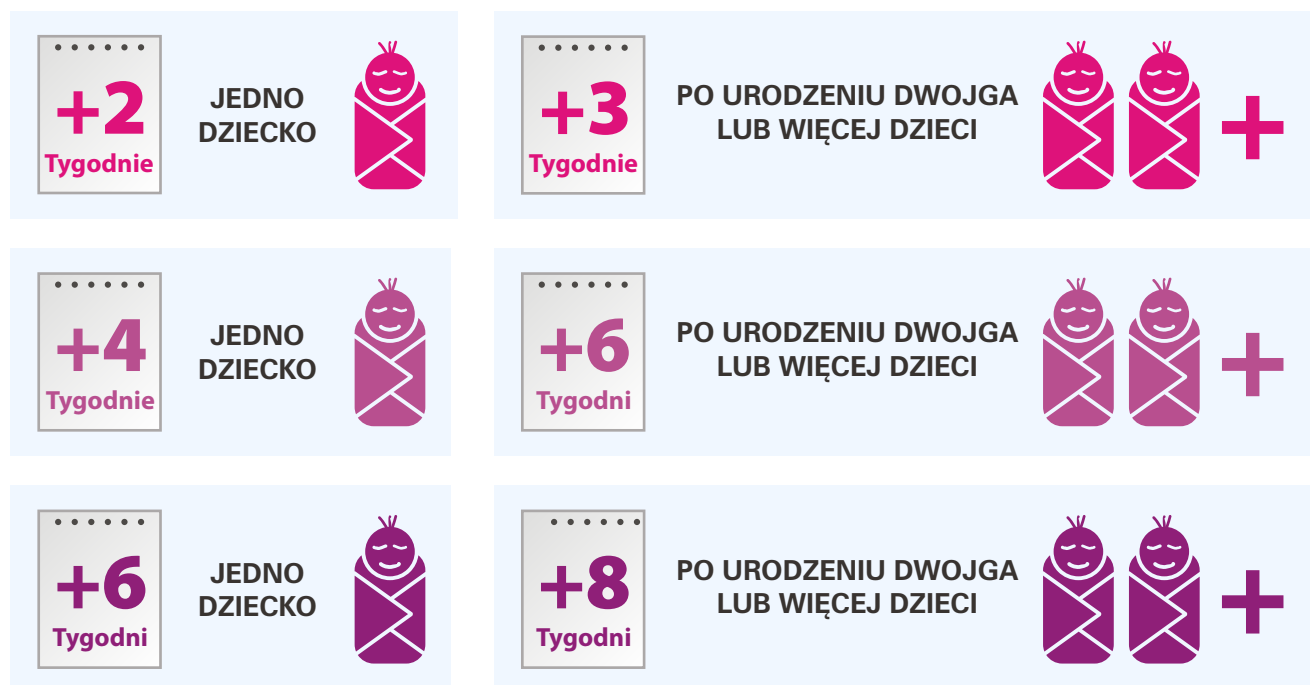 +2
Tygodnie
JEDNO
DZIECKO
+3
Tygodnie
PO URODZENIU DWOJGA
LUB WIĘCEJ DZIECI
+
+4
Tygodnie
JEDNO
DZIECKO
+6
Tygodni
PO URODZENIU DWOJGA
LUB WIĘCEJ DZIECI
+
+6
Tygodni
JEDNO
DZIECKO
+8
Tygodni
PO URODZENIU DWOJGA
LUB WIĘCEJ DZIECI
+